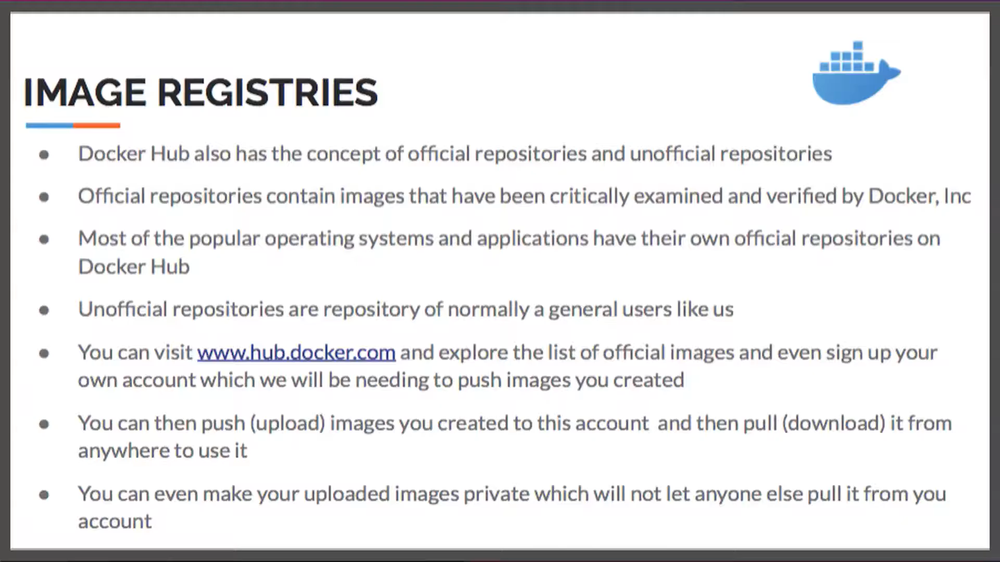 IMAGE REGISTRIES
● Docker Hub also has the concept of official repositories and unofficial repositories
● Official repositories contain images that have been critically examined and verified by Docker, Inc
● Most of the popular operating systems and applications have their own official repositories on
Docker Hub
● Unofficial repositories are repository of normally a general users like us
● You can visit www.hub.docker.com and explore the list of official images and even sign up your
own account which we will be needing to push images you created
● You can then push (upload) images you created to this account and then pull (download) it from
anywhere to use it
● You can even make your uploaded images private which will not let anyone else pull it from you
account